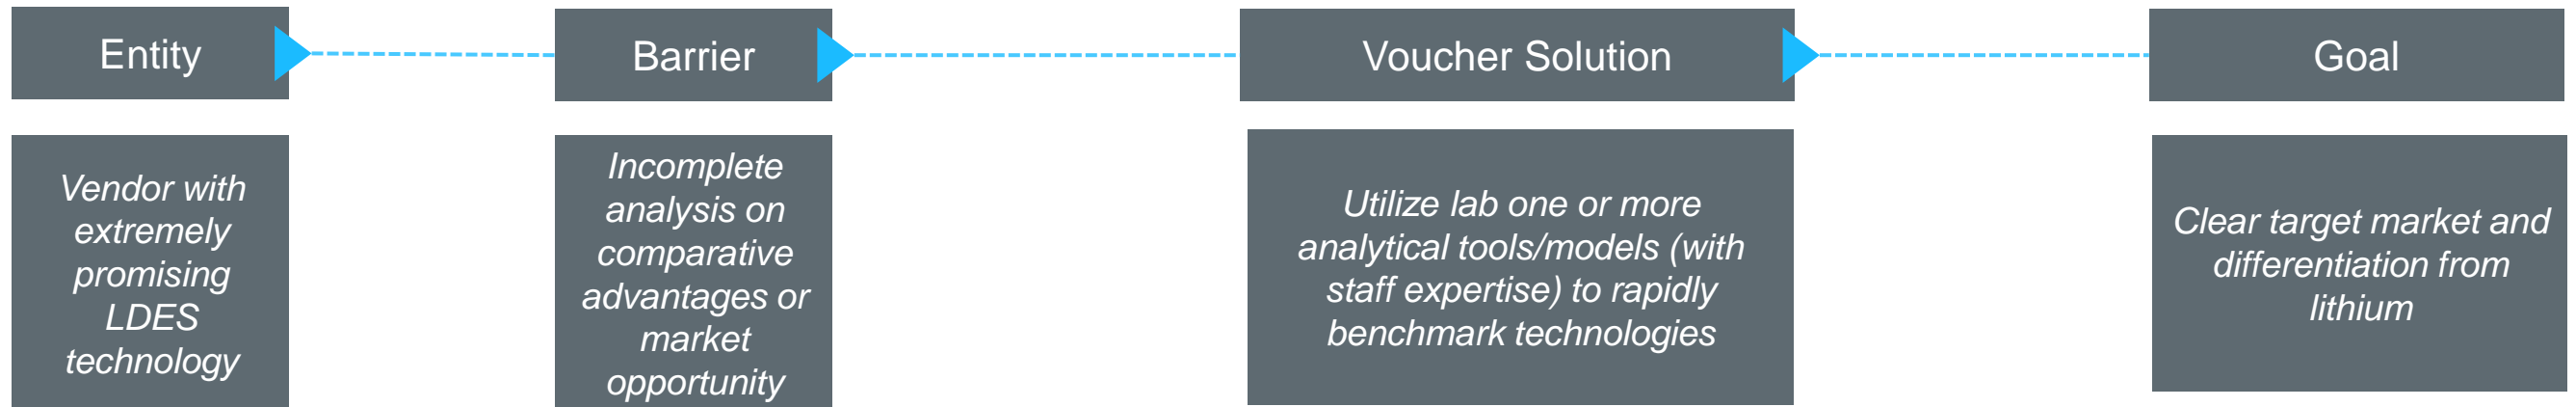 Entity
Barrier
Voucher Solution
Goal
Vendor with
extremely
promising
LDES
technology
Incomplete
analysis on
comparative
advantages or
market
opportunity
Utilize lab one or more
analytical tools/models (with
staff expertise) to rapidly
benchmark technologies
Clear target market and
differentiation from
lithium